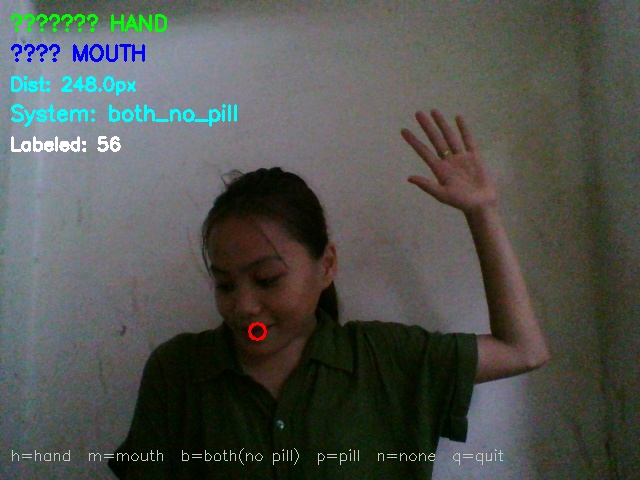 ??????? HAND
???? MOUTH
Dist: 248.0px
System: both_no_pill
Labeled: 56
h=hand m=mouth b=both(no pill) p=pill n=none q=quit